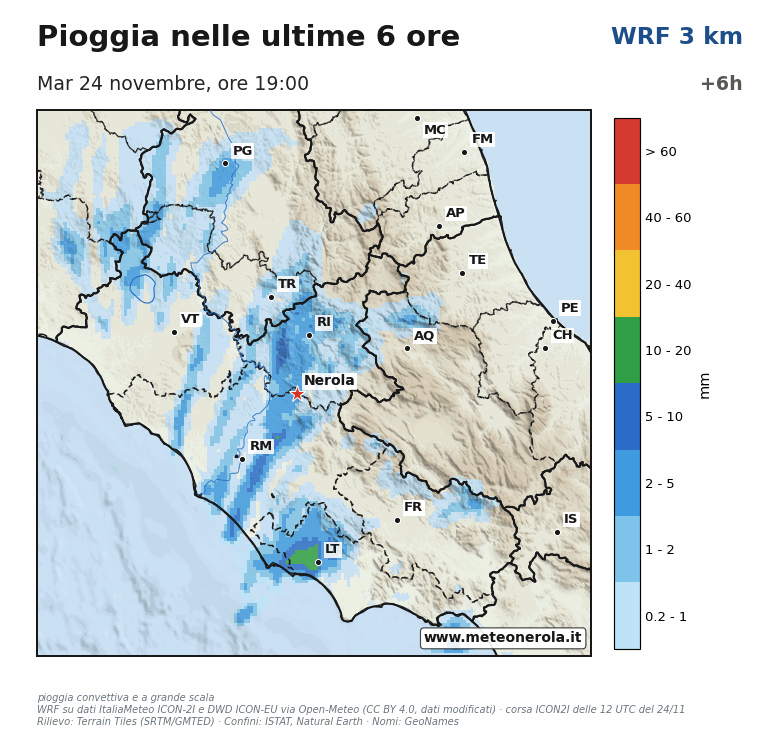 Pioggia nelle ultime 6 ore
WRF 3 km
Mar 24 novembre, ore 19:00
+6h
MC
FM
PG
AP
TE
TR
PE
VT
RI
CH
AQ
Nerola
RM
FR
IS
LT
www.meteonerola.it
> 60
40 - 60
20 - 40
10 - 20
5 - 10
2 - 5
1 - 2
0.2 - 1
mm
pioggia convettiva e a grande scala
WRF su dati ItaliaMeteo ICON-2I e DWD ICON-EU via Open-Meteo (CC BY 4.0, dati modificati) · corsa ICON2I delle 12 UTC del 24/11
Rilievo: Terrain Tiles (SRTM/GMTED) · Confini: ISTAT, Natural Earth · Nomi: GeoNames